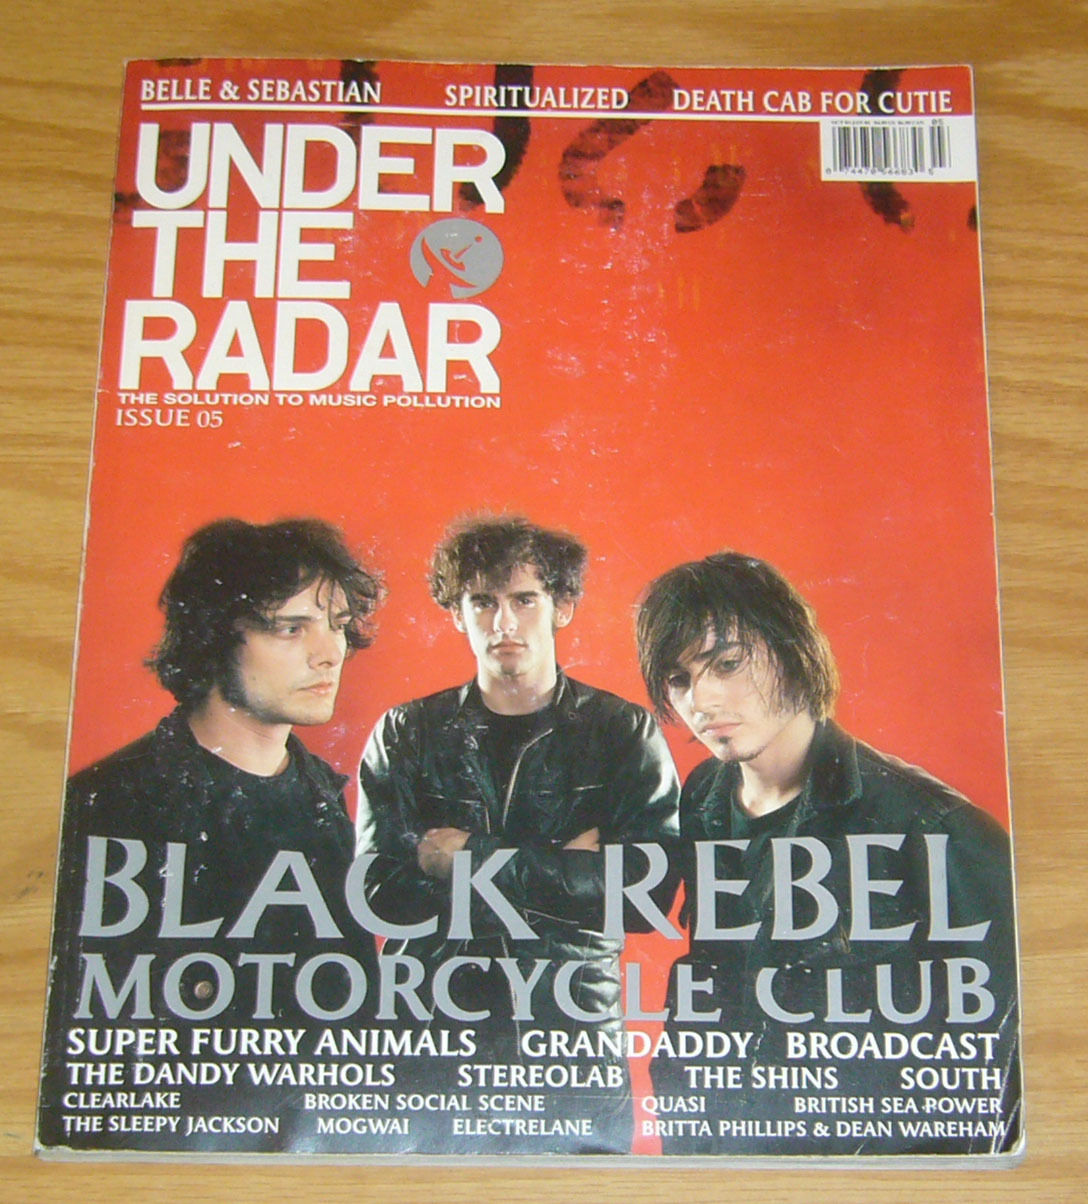 BELLE & SEBASTIAN SPIRITUALIZED DEATH CAB FOR CUTIE
UNDER
THE
RADAR
THE SOLUTION TO MUSIC POLLUTION
ISSUE 05
05
BLACK REBEL
MOTORCYCLE CLUB
SUPER FURRY ANIMALS GRANDADDY BROADCAST
THE DANDY WARHOLS STEREOLAB THE SHINS SOUTH
CLEARLAKE BROKEN SOCIAL SCENE QUASI BRITISH SEA POWER
THE SLEEPY JACKSON MOGWAI ELECTRELANE BRITTA PHILLIPS & DEAN WAREHAM